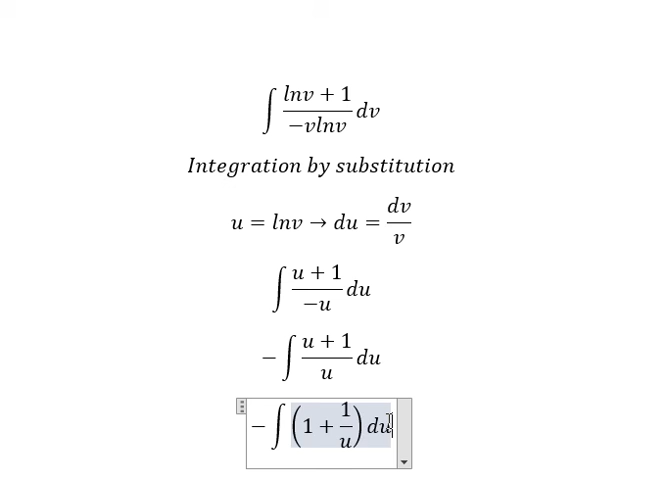 ∫ (lnv + 1)/(−vlnv) dv
Integration by substitution
u = lnv → du = dv/v
∫ (u + 1)/(−u) du
− ∫ (u + 1)/u du
− ∫ (1 + 1/u) du